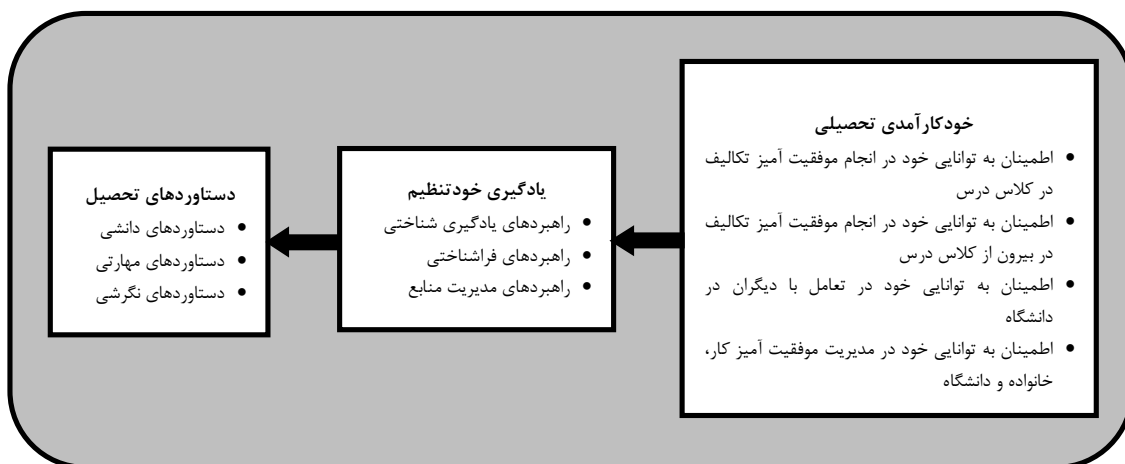 خودکارآمدی تحصیلی
• اطمینان به توانایی خود در انجام موفقیت آمیز تکالیف
در کلاس درس
• اطمینان به توانایی خود در انجام موفقیت آمیز تکالیف
در بیرون از کلاس درس
• اطمینان به توانایی خود در تعامل با دیگران در
دانشگاه
• اطمینان به توانایی خود در مدیریت موفقیت آمیز کار،
خانواده و دانشگاه
یادگیری خودتنظیم
• راهبردهای یادگیری شناختی
• راهبردهای فراشناختی
• راهبردهای مدیریت منابع
دستاوردهای تحصیل
• دستاوردهای دانشی
• دستاوردهای مهارتی
• دستاوردهای نگرشی